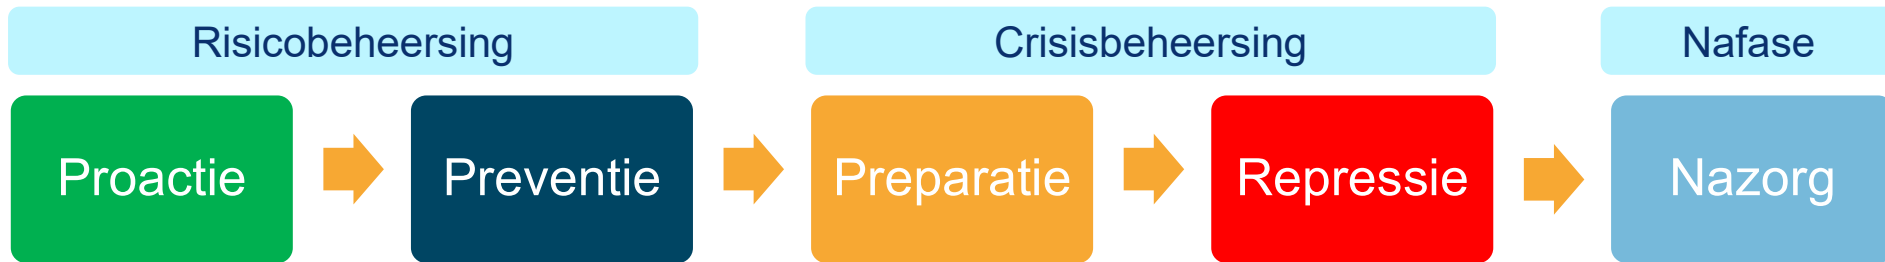 Risicobeheersing
Crisisbeheersing
Nafase
Proactie
Preventie
Preparatie
Repressie
Nazorg